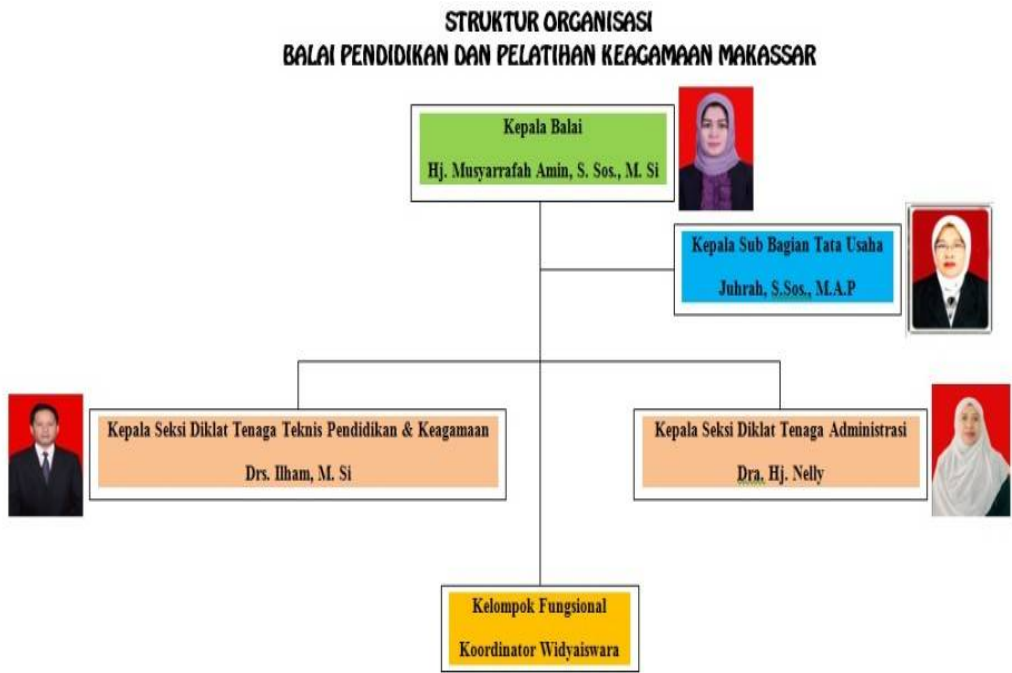 STRUKTUR ORGANISASI
BALAI PENDIDIKAN DAN PELATIHAN KEAGAMAAN MAKASSAR
Kepala Balai
Hj. Musyarrafah Amin, S. Sos., M. Si
Kepala Sub Bagian Tata Usaha
Juhrah, S.Sos., M.A.P
Kepala Seksi Diklat Tenaga Teknis Pendidikan & Keagamaan
Drs. Ilham, M. Si
Kepala Seksi Diklat Tenaga Administrasi
Dra. Hj. Nelly
Kelompok Fungsional
Koordinator Widyaiswara